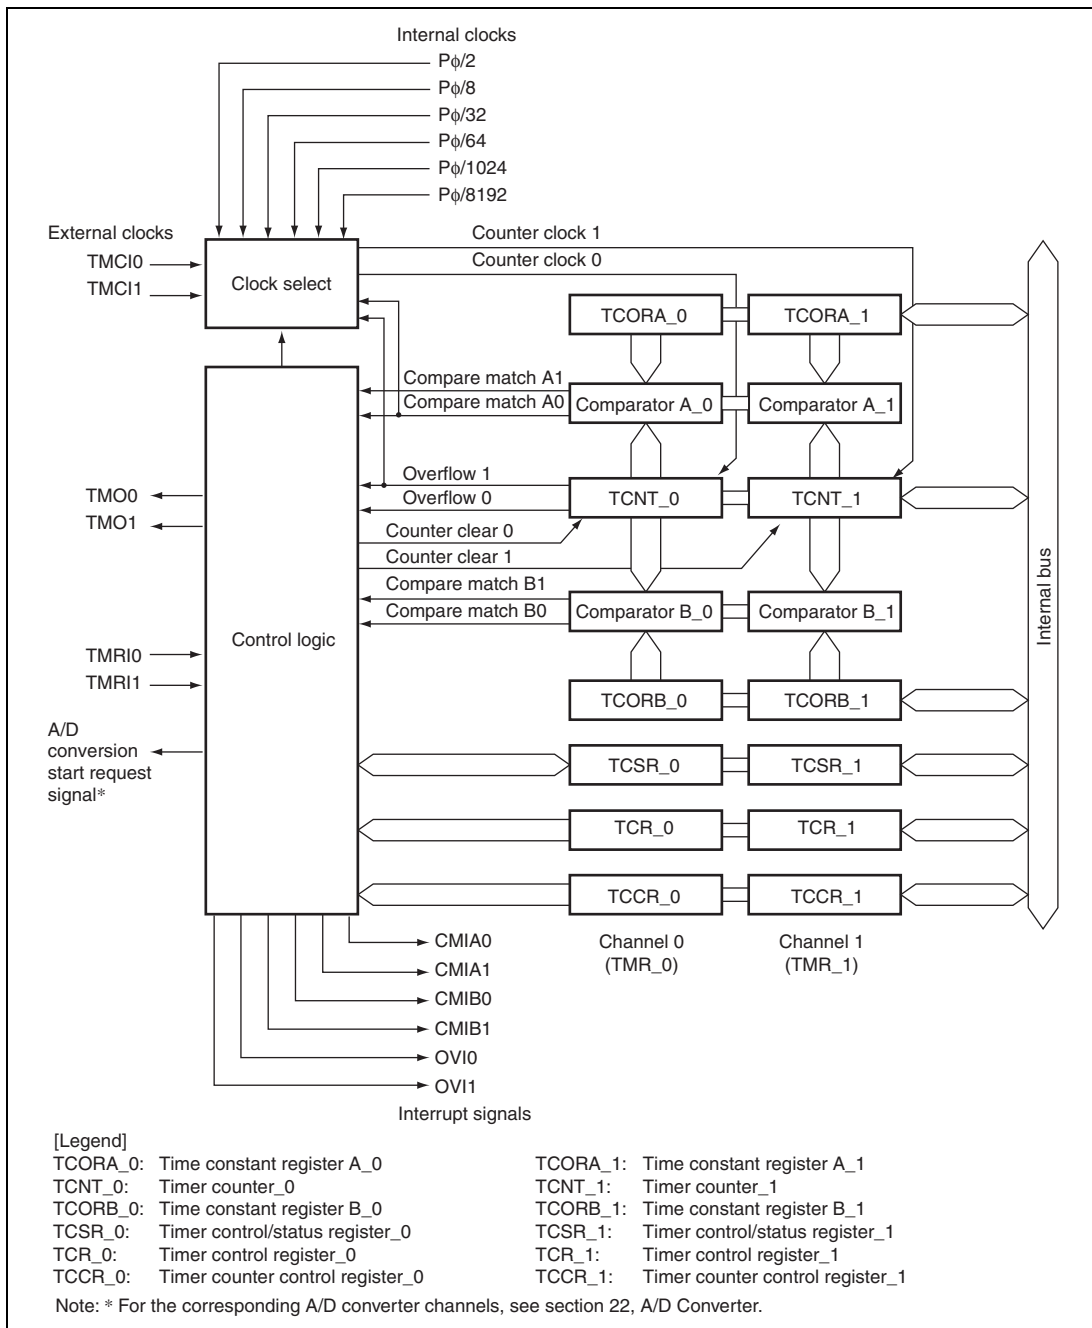 Internal clocks
Pϕ/2
Pϕ/8
Pϕ/32
Pϕ/64
Pϕ/1024
Pϕ/8192
External clocks
TMCI0
TMCI1
Clock select
Counter clock 1
Counter clock 0
TCORA_0
TCORA_1
Compare match A1
Compare match A0
Comparator A_0
Comparator A_1
TMO0
TMO1
Overflow 1
Overflow 0
TCNT_0
TCNT_1
Counter clear 0
Counter clear 1
Compare match B1
Compare match B0
Comparator B_0
Comparator B_1
Control logic
Internal bus
TMRI0
TMRI1
TCORB_0
TCORB_1
A/D
conversion
start request
signal*
TCSR_0
TCSR_1
TCR_0
TCR_1
TCCR_0
TCCR_1
Channel 0
(TMR_0)
Channel 1
(TMR_1)
CMIA0
CMIA1
CMIB0
CMIB1
OVI0
OVI1
Interrupt signals
[Legend]
TCORA_0: Time constant register A_0
TCNT_0: Timer counter_0
TCORB_0: Time constant register B_0
TCSR_0: Timer control/status register_0
TCR_0: Timer control register_0
TCCR_0: Timer counter control register_0
TCORA_1: Time constant register A_1
TCNT_1: Timer counter_1
TCORB_1: Time constant register B_1
TCSR_1: Timer control/status register_1
TCR_1: Timer control register_1
TCCR_1: Timer counter control register_1
Note: * For the corresponding A/D converter channels, see section 22, A/D Converter.